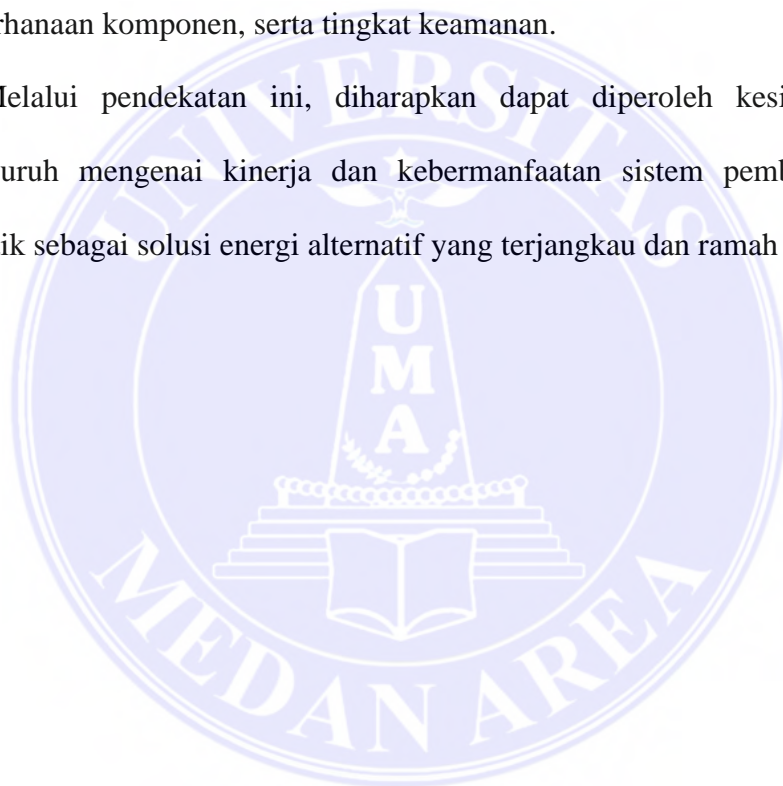 rhanaan komponen, serta tingkat keamanan.
Melalui pendekatan ini, diharapkan dapat diperoleh kesi
uruh mengenai kinerja dan kebermanfaatan sistem pemb
ik sebagai solusi energi alternatif yang terjangkau dan ramah
UNIVERSITAS
U
M
A
MEDAN AREA